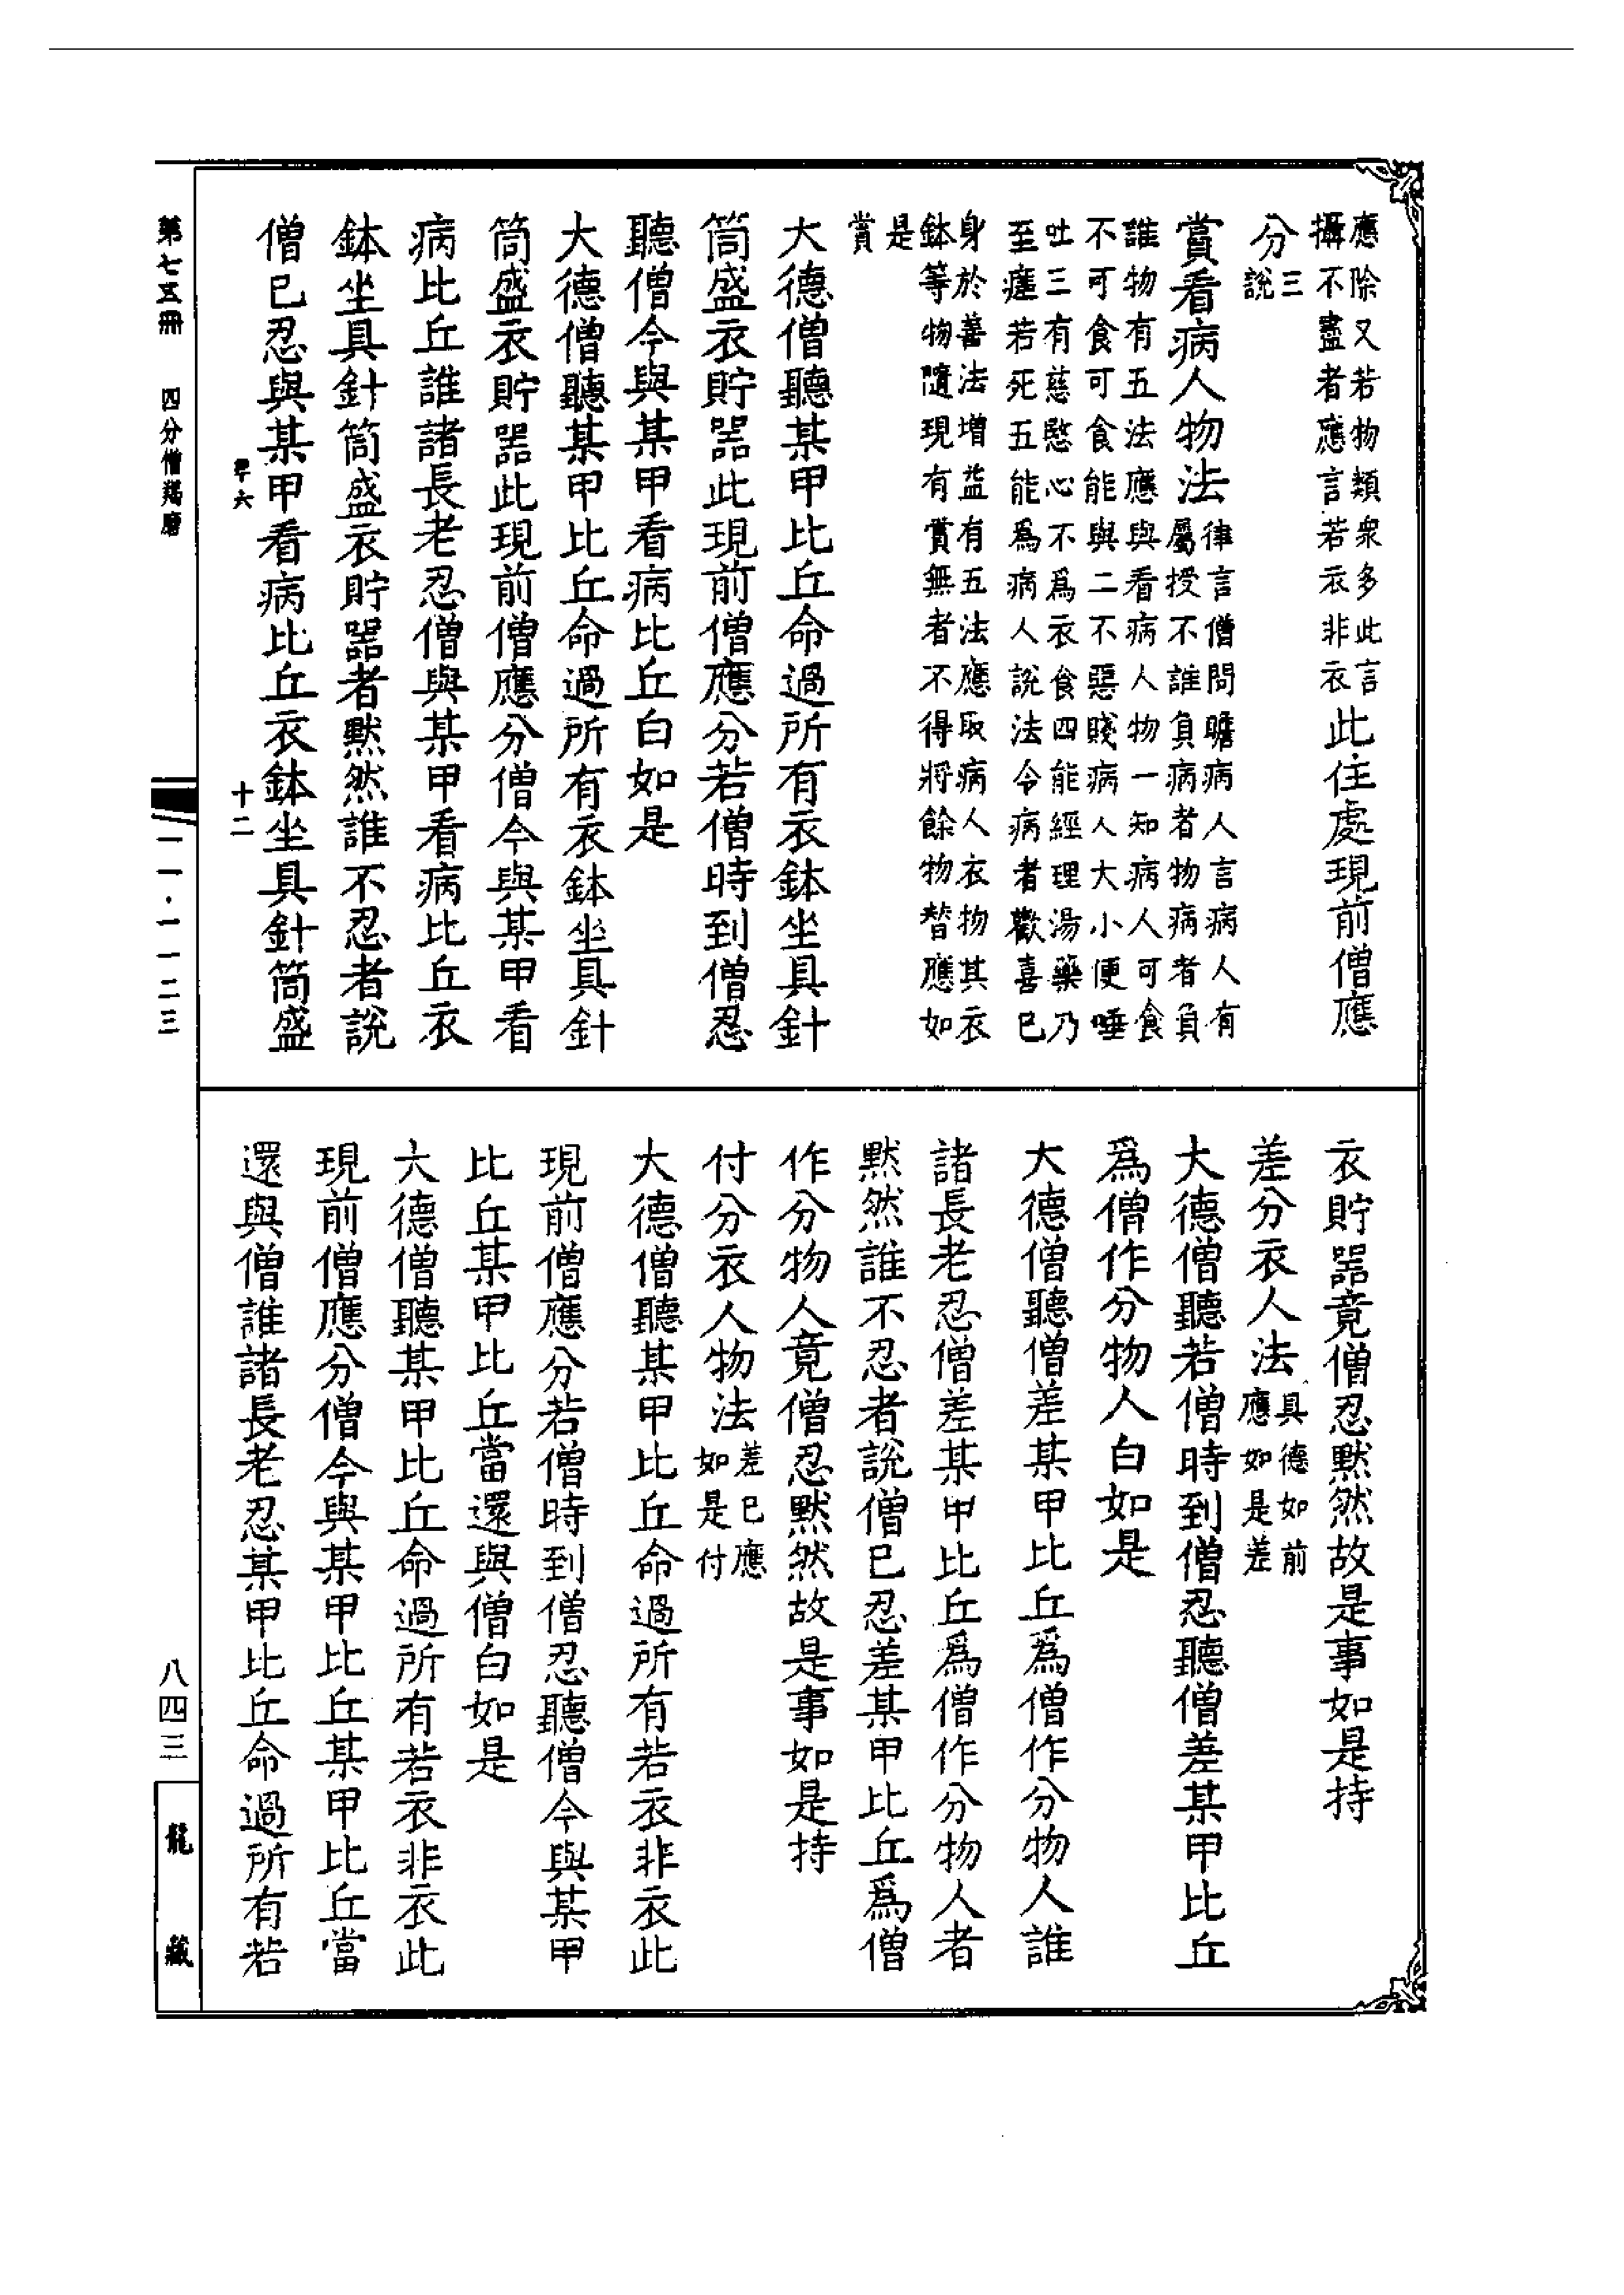 應除又若物類衆多此言
攝不盡者應言若衣非衣此住處現前僧應
分三
說
賞看病人物法律言僧問瞻病人言病人有
屬授不誰負病者物病者負
誰物有五法應與看病人物一知病人可食
不可食可食能與二不惡賤病人大小便唾
吐三有慈愍心不爲衣食四能經理湯藥乃
至瘥若死五能爲病人說法令病者歡喜已
身於善法增益有五法應取病人衣物其衣
鉢等物隨現有賞無者不得將餘物替應如
是
賞
大德僧聽某甲比丘命過所有衣鉢坐具針
筒盛衣貯器此現前僧應分若僧時到僧忍
聽僧今與某甲看病比丘白如是
大德僧聽某甲比丘命過所有衣鉢坐具針
筒盛衣貯器此現前僧應分僧今與某甲看
病比丘誰諸長老忍僧與某甲看病比丘衣
鉢坐具針筒盛衣貯器者默然誰不忍者說
僧已忍與某甲看病比丘衣鉢坐具針筒盛
衣貯器竟僧忍默然故是事如是持
差分衣人法具德如前
應如是差
大德僧聽若僧時到僧忍聽僧差某甲比丘
爲僧作分物人白如是
大德僧聽僧差某甲比丘爲僧作分物人誰
諸長老忍僧差某甲比丘爲僧作分物人者
默然誰不忍者說僧已忍差某甲比丘爲僧
作分物人竟僧忍默然故是事如是持
付分衣人物法差已應
如是付
大德僧聽某甲比丘命過所有若衣非衣此
現前僧應分若僧時到僧忍聽僧今與某甲
比丘某甲比丘當還與僧白如是
大德僧聽某甲比丘命過所有若衣非衣此
現前僧應分僧今與某甲比丘某甲比丘當
還與僧誰諸長老忍某甲比丘命過所有若
六 十二
第七五冊 四分僧羯磨
一一·一一二三
八四三
龍藏